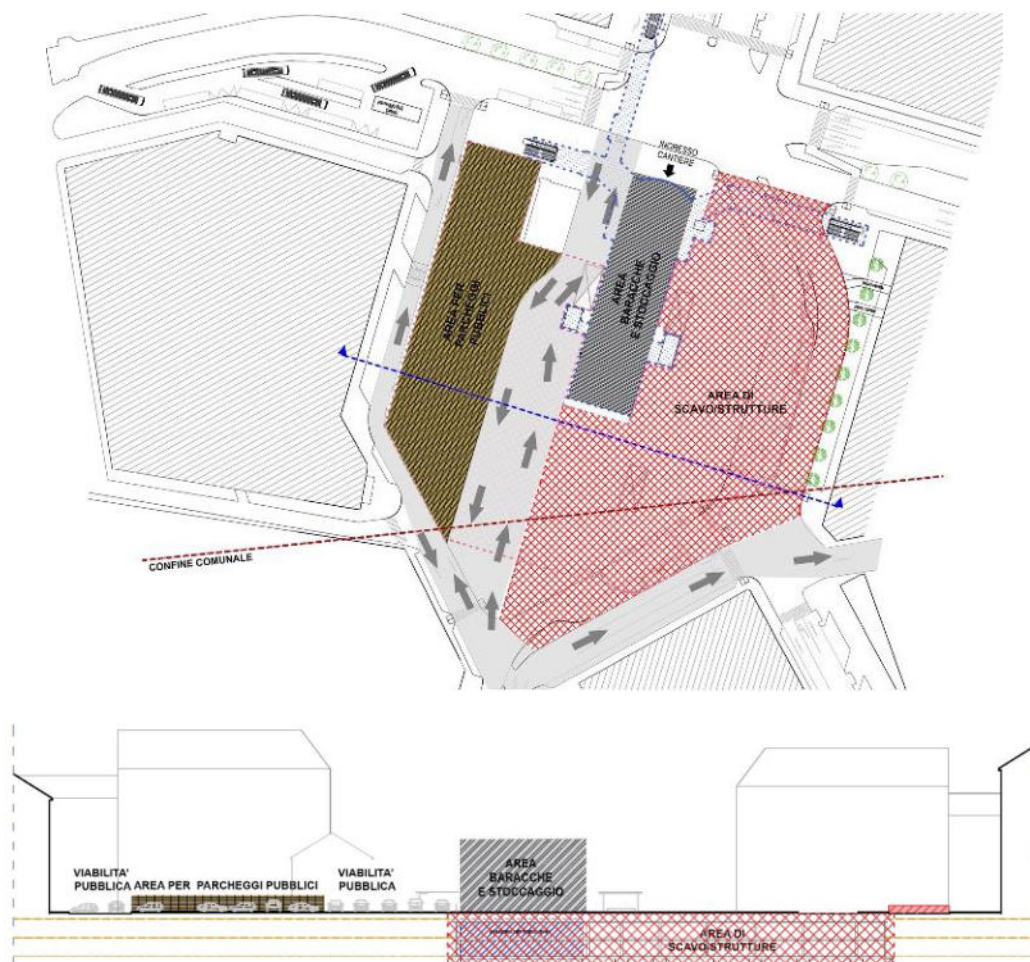 INGRESSO
CANTIERE
AREA PER
PARCHEGGI
PUBBLICI
AREA
BARACCHE
E STOCCAGGIO
AREA DI
SCAVO/STRUTTURE
CONFINE COMUNALE
VIABILITA'
PUBBLICA
AREA PER PARCHEGGI PUBBLICI
VIABILITA'
PUBBLICA
AREA
BARACCHE
E STOCCAGGIO
AREA DI
SCAVO/STRUTTURE